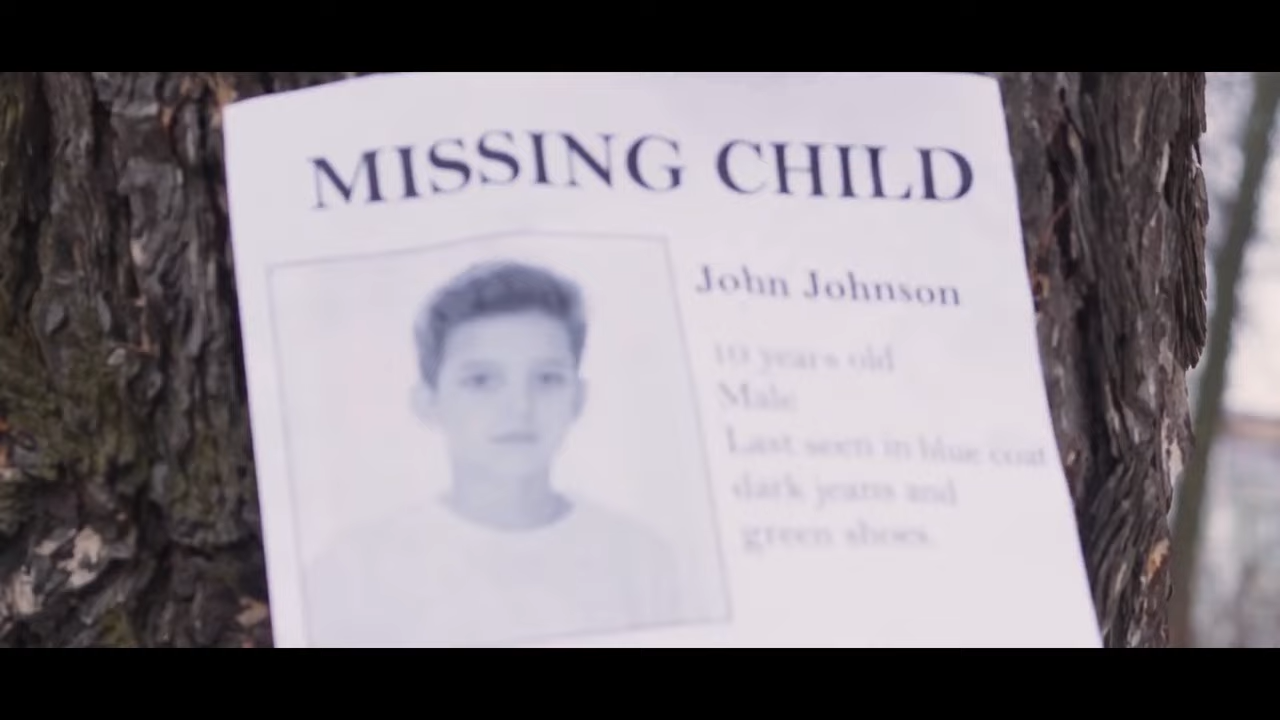 MISSING CHILD
John Johnson
10 years old
Male
Last seen in blue coat
dark jeans and
green shoes.